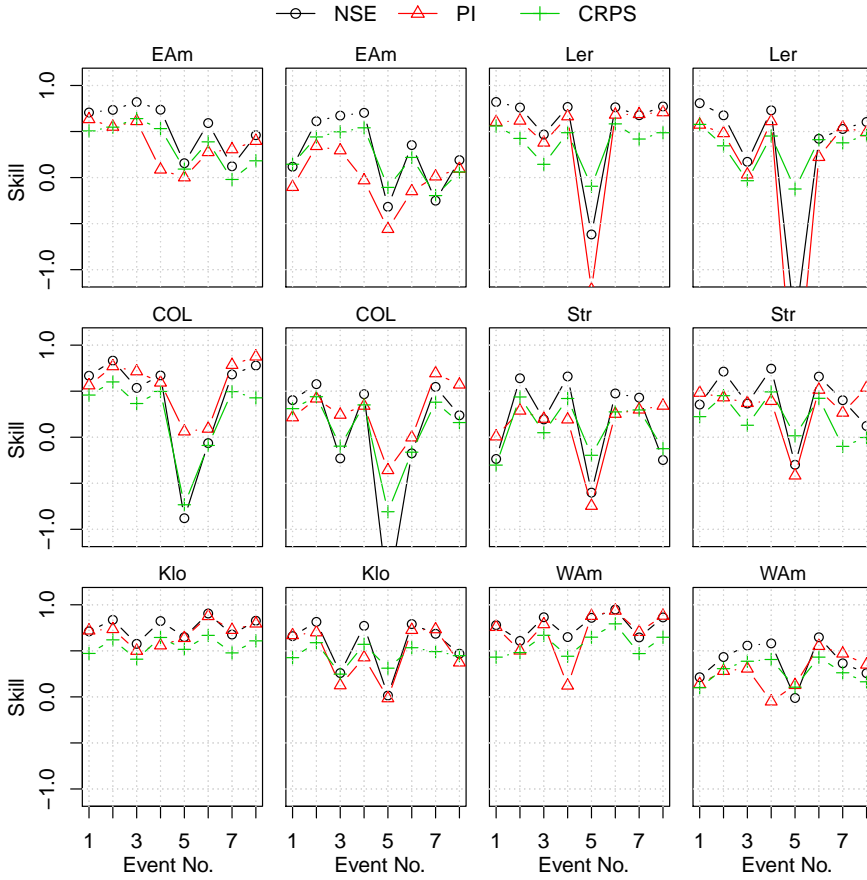 NSE PI CRPS
EAm EAm Ler Ler
1.0
0.0
-1.0
Skill
COL COL Str Str
1.0
0.0
-1.0
Skill
Klo Klo WAm WAm
1.0
0.0
-1.0
Skill
1 3 5 7 1 3 5 7 1 3 5 7 1 3 5 7
Event No. Event No. Event No. Event No.